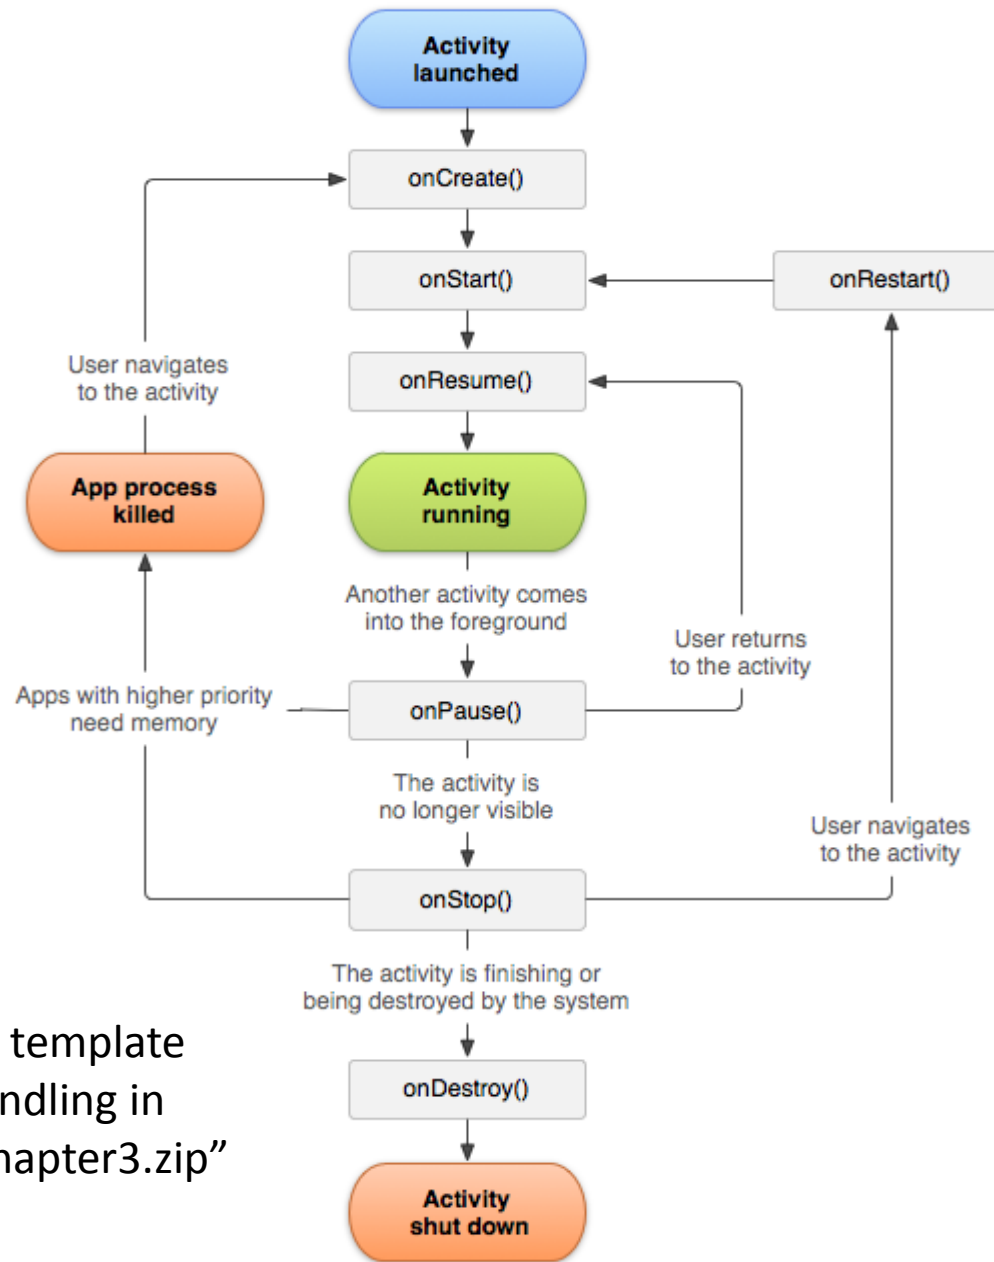 Activity
launched
onCreate()
onStart()
onRestart()
User navigates
to the activity
onResume()
App process
killed
Activity
running
Another activity comes
into the foreground
User returns
to the activity
Apps with higher priority
need memory
onPause()
The activity is
no longer visible
User navigates
to the activity
onStop()
The activity is finishing or
being destroyed by the system
template
ndling in
hapter3.zip”
onDestroy()
Activity
shut down